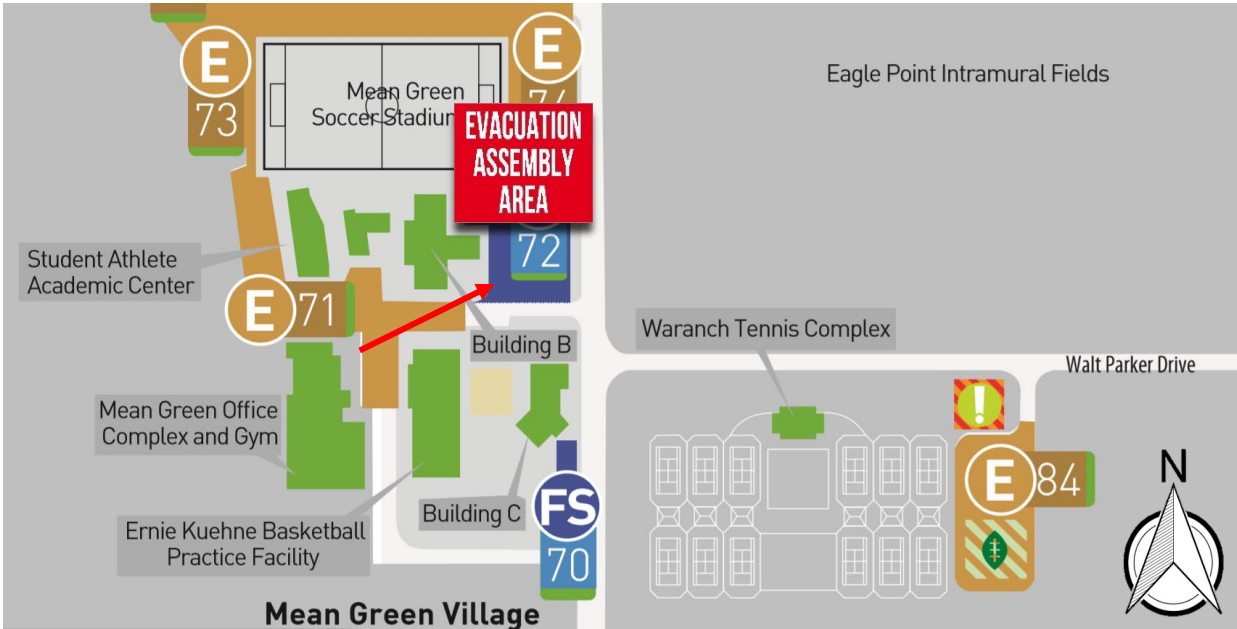 E
73
Mean Green
Soccer Stadium
E
74
EVACUATION
ASSEMBLY
AREA
72
Eagle Point Intramural Fields
Student Athlete
Academic Center
E
71
Building B
Waranch Tennis Complex
Walt Parker Drive
Mean Green Office
Complex and Gym
!
E
84
N
Building C
FS
70
Ernie Kuehne Basketball
Practice Facility
Mean Green Village